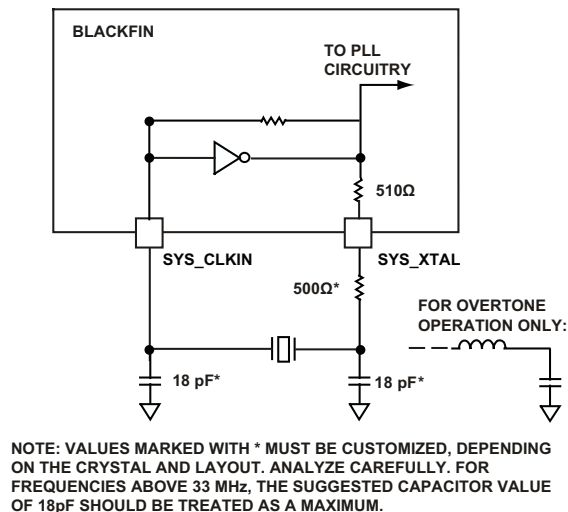 BLACKFIN
TO PLL
CIRCUITRY
510Ω
SYS_CLKIN
SYS_XTAL
500Ω*
FOR OVERTONE
OPERATION ONLY:
18 pF*
18 pF*
NOTE: VALUES MARKED WITH * MUST BE CUSTOMIZED, DEPENDING
ON THE CRYSTAL AND LAYOUT. ANALYZE CAREFULLY. FOR
FREQUENCIES ABOVE 33 MHz, THE SUGGESTED CAPACITOR VALUE
OF 18pF SHOULD BE TREATED AS A MAXIMUM.